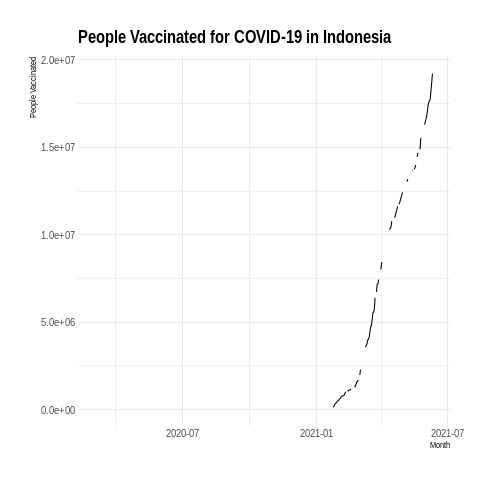 People Vaccinated for COVID-19 in Indonesia
People Vaccinated
2.0e+07
1.5e+07
1.0e+07
5.0e+06
0.0e+00
2020-07 2021-01 2021-07
Month